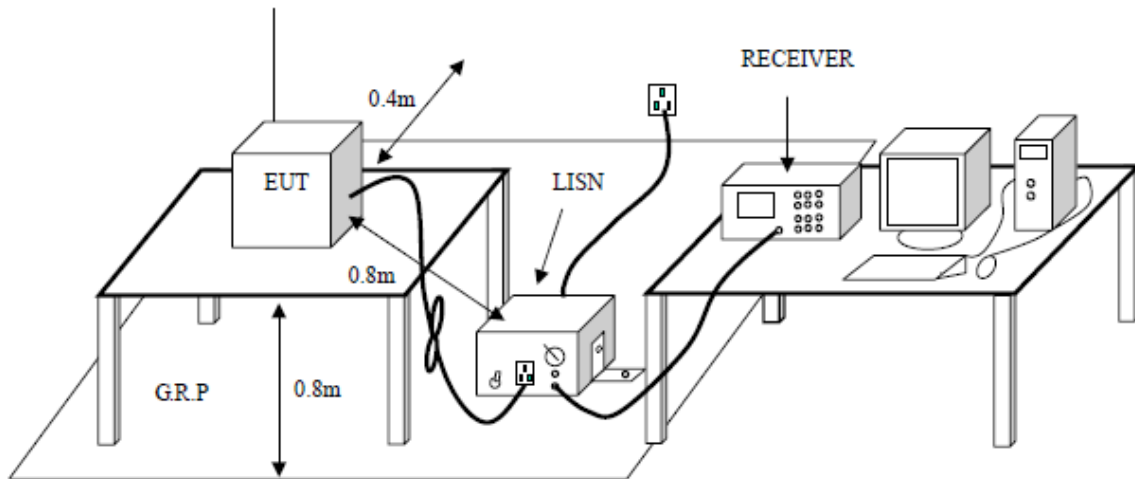 RECEIVER
0.4m
EUT
LISN
0.8m
G.R.P
0.8m